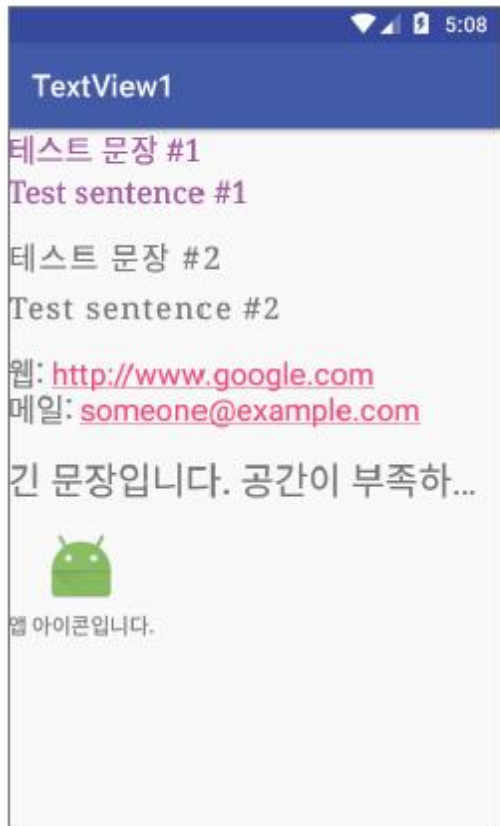 5:08
TextView1
테스트 문장 #1
Test sentence #1
테스트 문장 #2
Test sentence #2
웹: http://www.google.com
메일: someone@example.com
긴 문장입니다. 공간이 부족하...
앱 아이콘입니다.